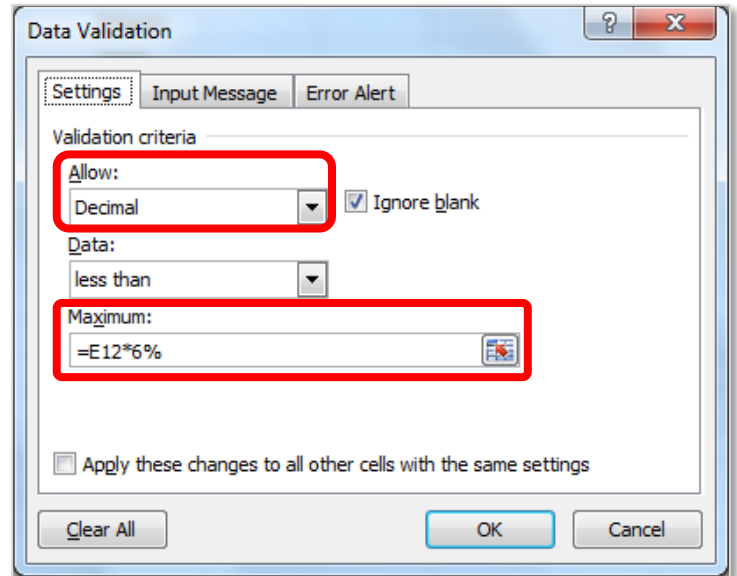 Data Validation
Settings Input Message Error Alert
Validation criteria
Allow:
Decimal Ignore blank
Data:
less than
Maximum:
=E12*6%
Apply these changes to all other cells with the same settings
Clear All OK Cancel